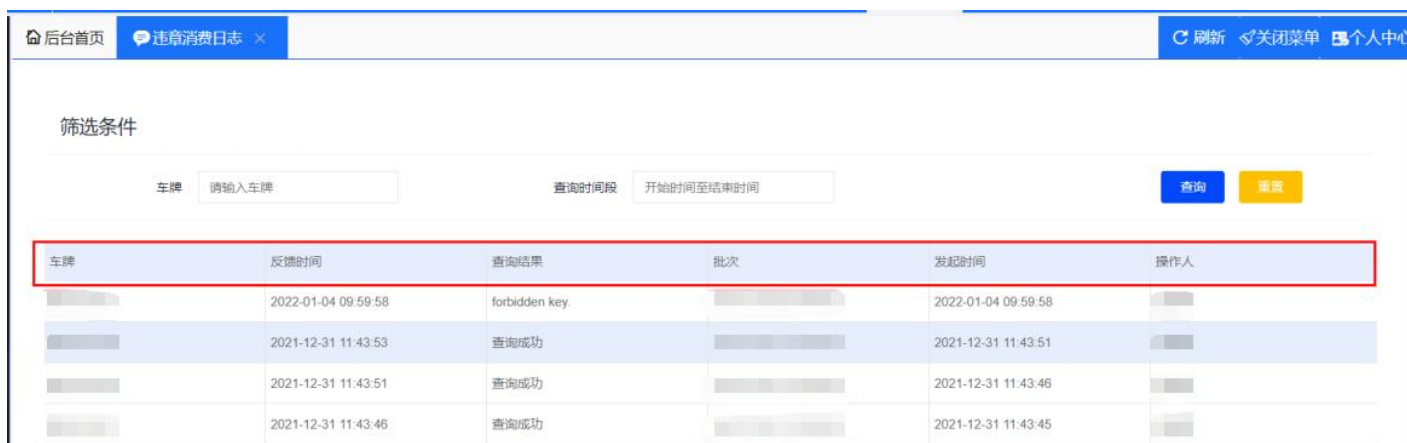 后台首页 违章消费日志 × 刷新 关闭菜单 个人中心
筛选条件
车牌 请输入车牌 查询时间段 开始时间至结束时间 查询 重置
车牌 反馈时间 查询结果 批次 发起时间 操作人
2022-01-04 09:59:58 forbidden key. 2022-01-04 09:59:58
2021-12-31 11:43:53 查询成功 2021-12-31 11:43:51
2021-12-31 11:43:51 查询成功 2021-12-31 11:43:46
2021-12-31 11:43:46 查询成功 2021-12-31 11:43:45